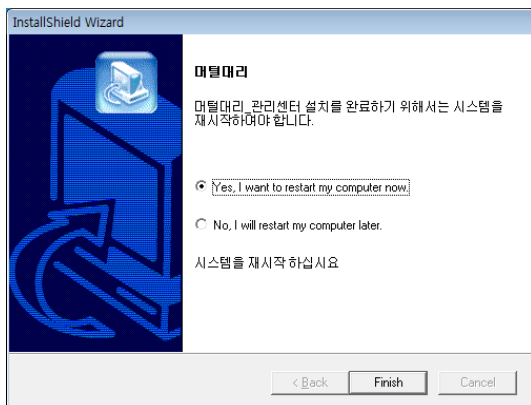 InstallShield Wizard
머털대리
머털대리_관리센터 설치를 완료하기 위해서는 시스템을
재시작하여야 합니다.
Yes, I want to restart my computer now.
No, I will restart my computer later.
시스템을 재시작 하십시요
< Back
Finish
Cancel